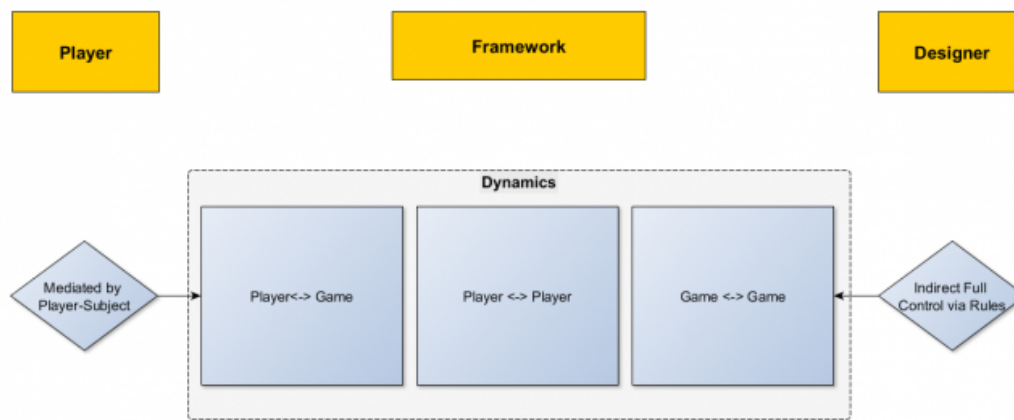 Player
Framework
Designer
Dynamics
Mediated by
Player-Subject
Player<-> Game
Player <-> Player
Game <-> Game
Indirect Full
Control via Rules